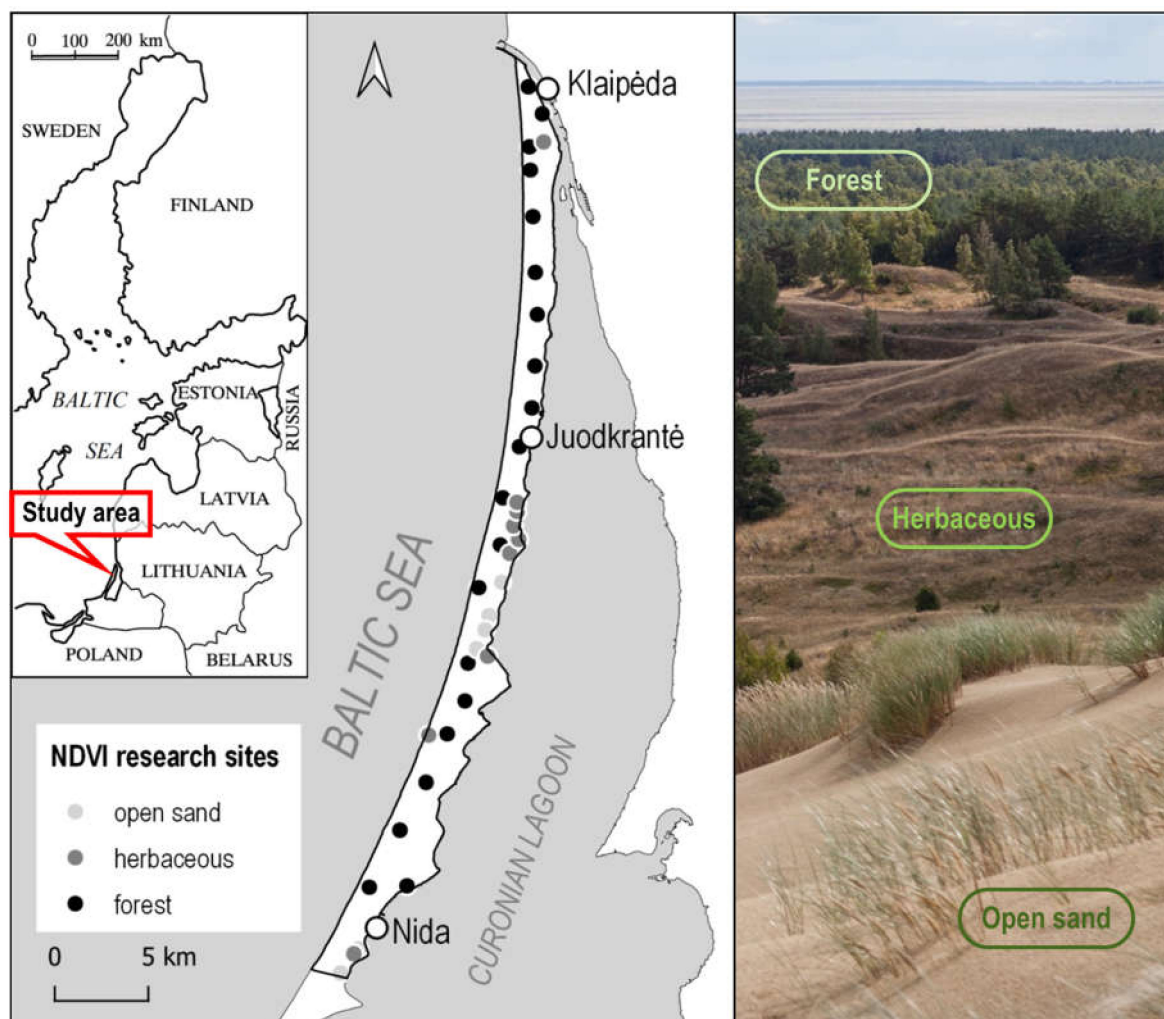 0 100 200 km
SWEDEN
FINLAND
BALTIC
SEA
ESTONIA
RUSSIA
LATVIA
Study area
LITHUANIA
POLAND
BELARUS
NDVI research sites
open sand
herbaceous
forest
0 5 km
Klaipėda
Juodkrantė
BALTIC SEA
CURONIAN LAGOON
Nida
Forest
Herbaceous
Open sand